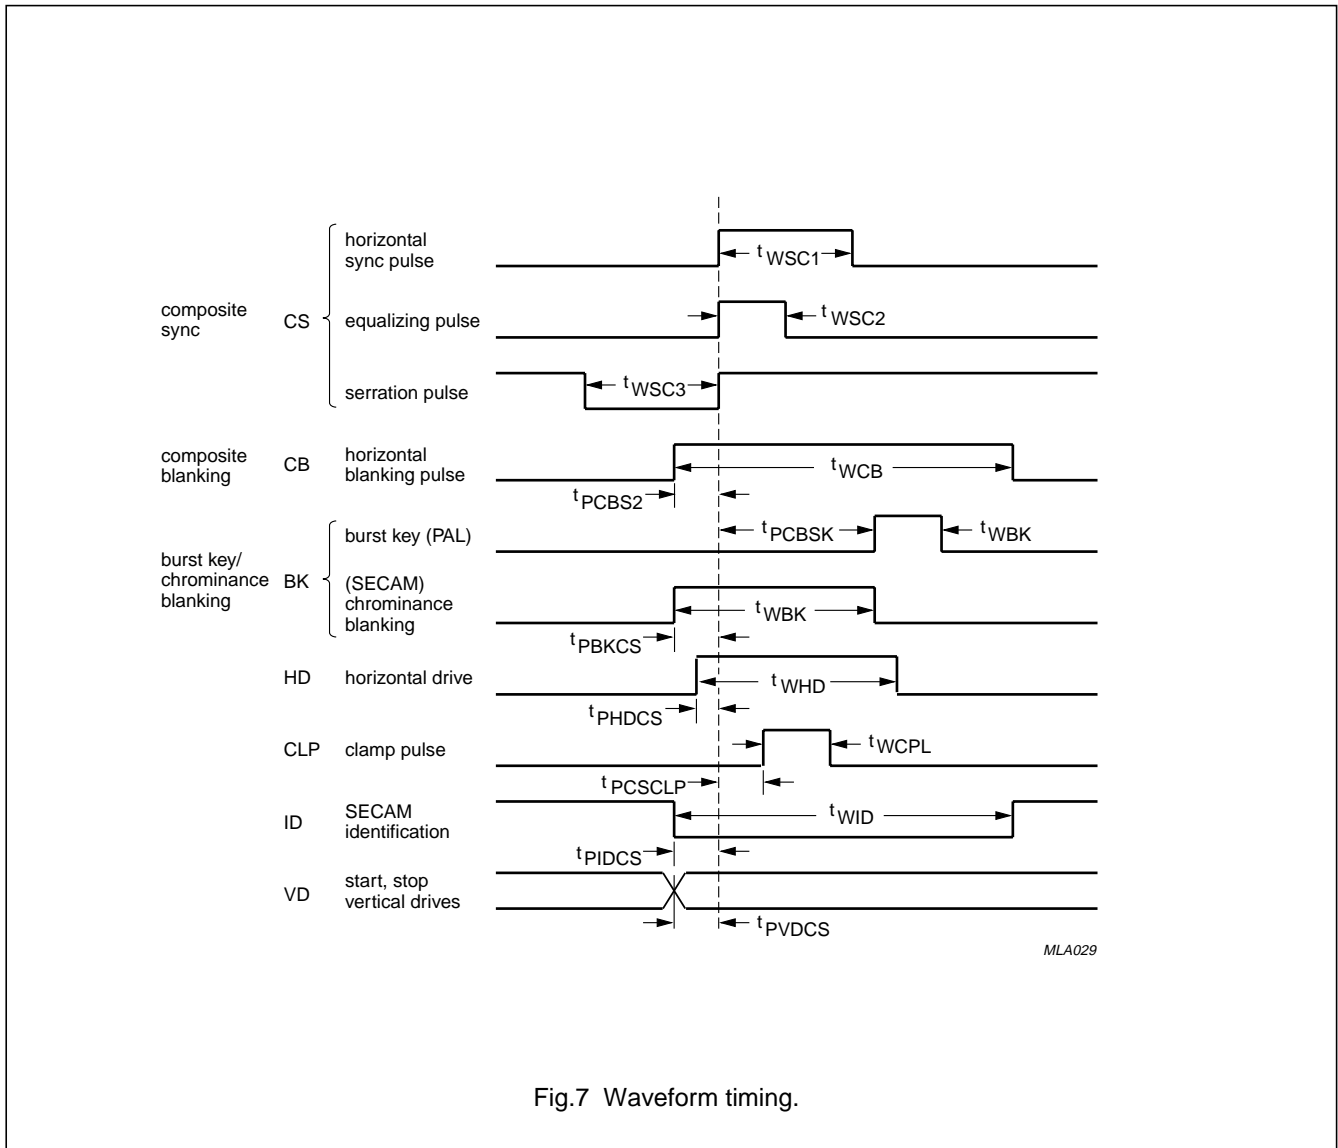 horizontal
sync pulse
t WSC1
composite
sync
CS
equalizing pulse
t WSC2
serration pulse
t WSC3
composite
blanking
CB
horizontal
blanking pulse
t WCB
t PCBS2
burst key/
chrominance
blanking
BK
burst key (PAL)
t PCBSK
t WBK
(SECAM)
chrominance
blanking
t WBK
t PBKCS
HD
horizontal drive
t WHD
t PHDCS
CLP
clamp pulse
t WCPL
t PCSCLP
ID
SECAM
identification
t WID
t PIDCS
VD
start, stop
vertical drives
t PVDCS
MLA029
Fig.7 Waveform timing.